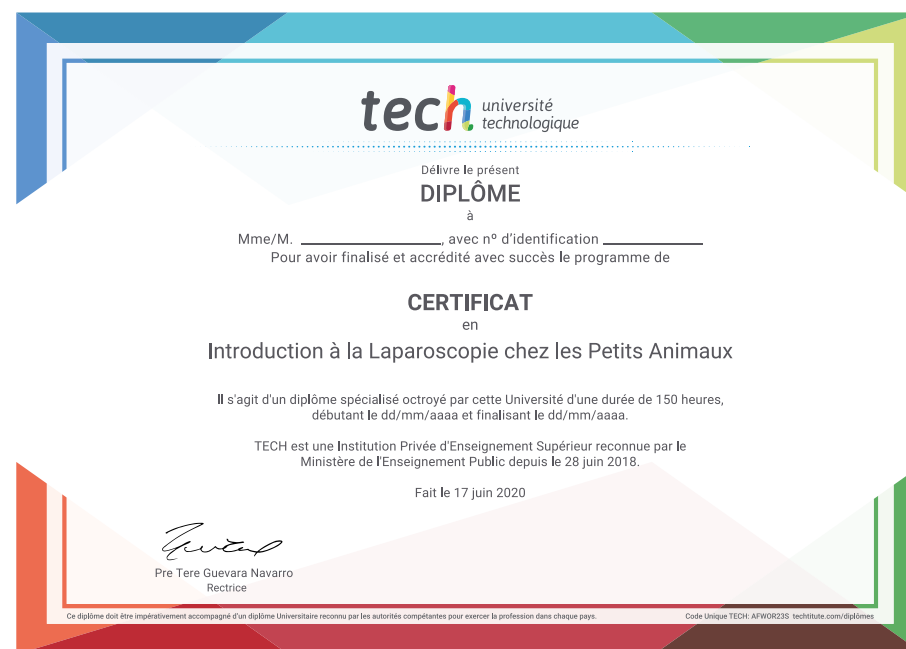 tech université
technologique
Délivre le présent
DIPLÔME
à
Mme/M. ____________________, avec nº d'identification ______________
Pour avoir finalisé et accrédité avec succès le programme de
CERTIFICAT
en
Introduction à la Laparoscopie chez les Petits Animaux
Il s'agit d'un diplôme spécialisé octroyé par cette Université d'une durée de 150 heures,
débutant le dd/mm/aaaa et finalisant le dd/mm/aaaa.
TECH est une Institution Privée d'Enseignement Supérieur reconnue par le
Ministère de l'Enseignement Public depuis le 28 juin 2018.
Fait le 17 juin 2020
Pre Tere Guevara Navarro
Rectrice
Ce diplôme doit être impérativement accompagné d'un diplôme Universitaire reconnu par les autorités compétentes pour exercer la profession dans chaque pays.
Code Unique TECH: AFWOR23S techtitute.com/diplômes